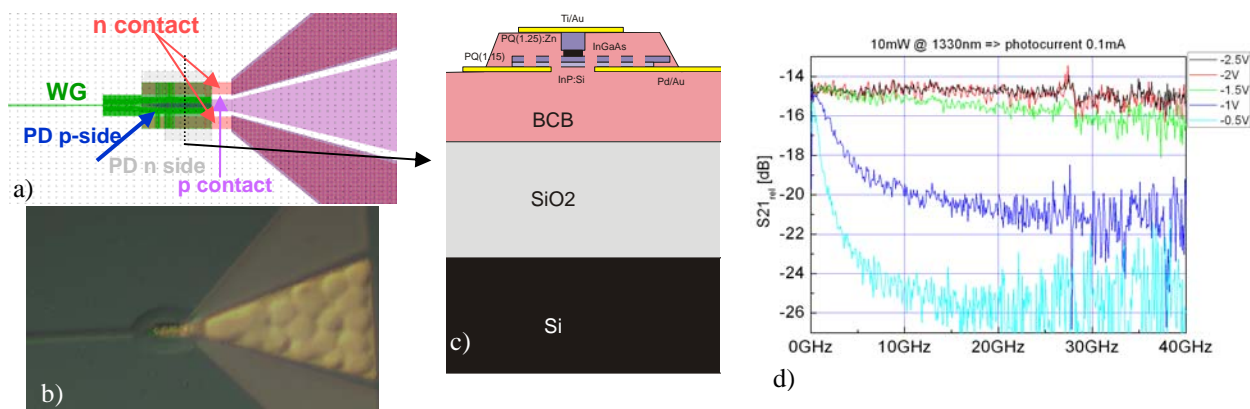 n contact
WG
PD p-side
PD n side
p contact
a)
b)
Ti/Au
PQ(1.25):Zn
InGaAs
PQ(1.15)
InP:Si
Pd/Au
BCB
SiO2
Si
c)
10mW @ 1330nm => photocurrent 0.1mA
-2.5V
-2V
-1.5V
-1V
-0.5V
S21rel [dB]
-14
-16
-18
-20
-22
-24
-26
0GHz 10GHz 20GHz 30GHz 40GHz
d)